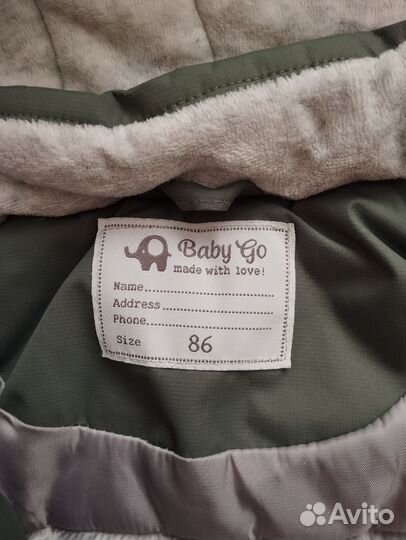 Baby Go
made with love!
Name
Address
Phone
Size 86
Avito